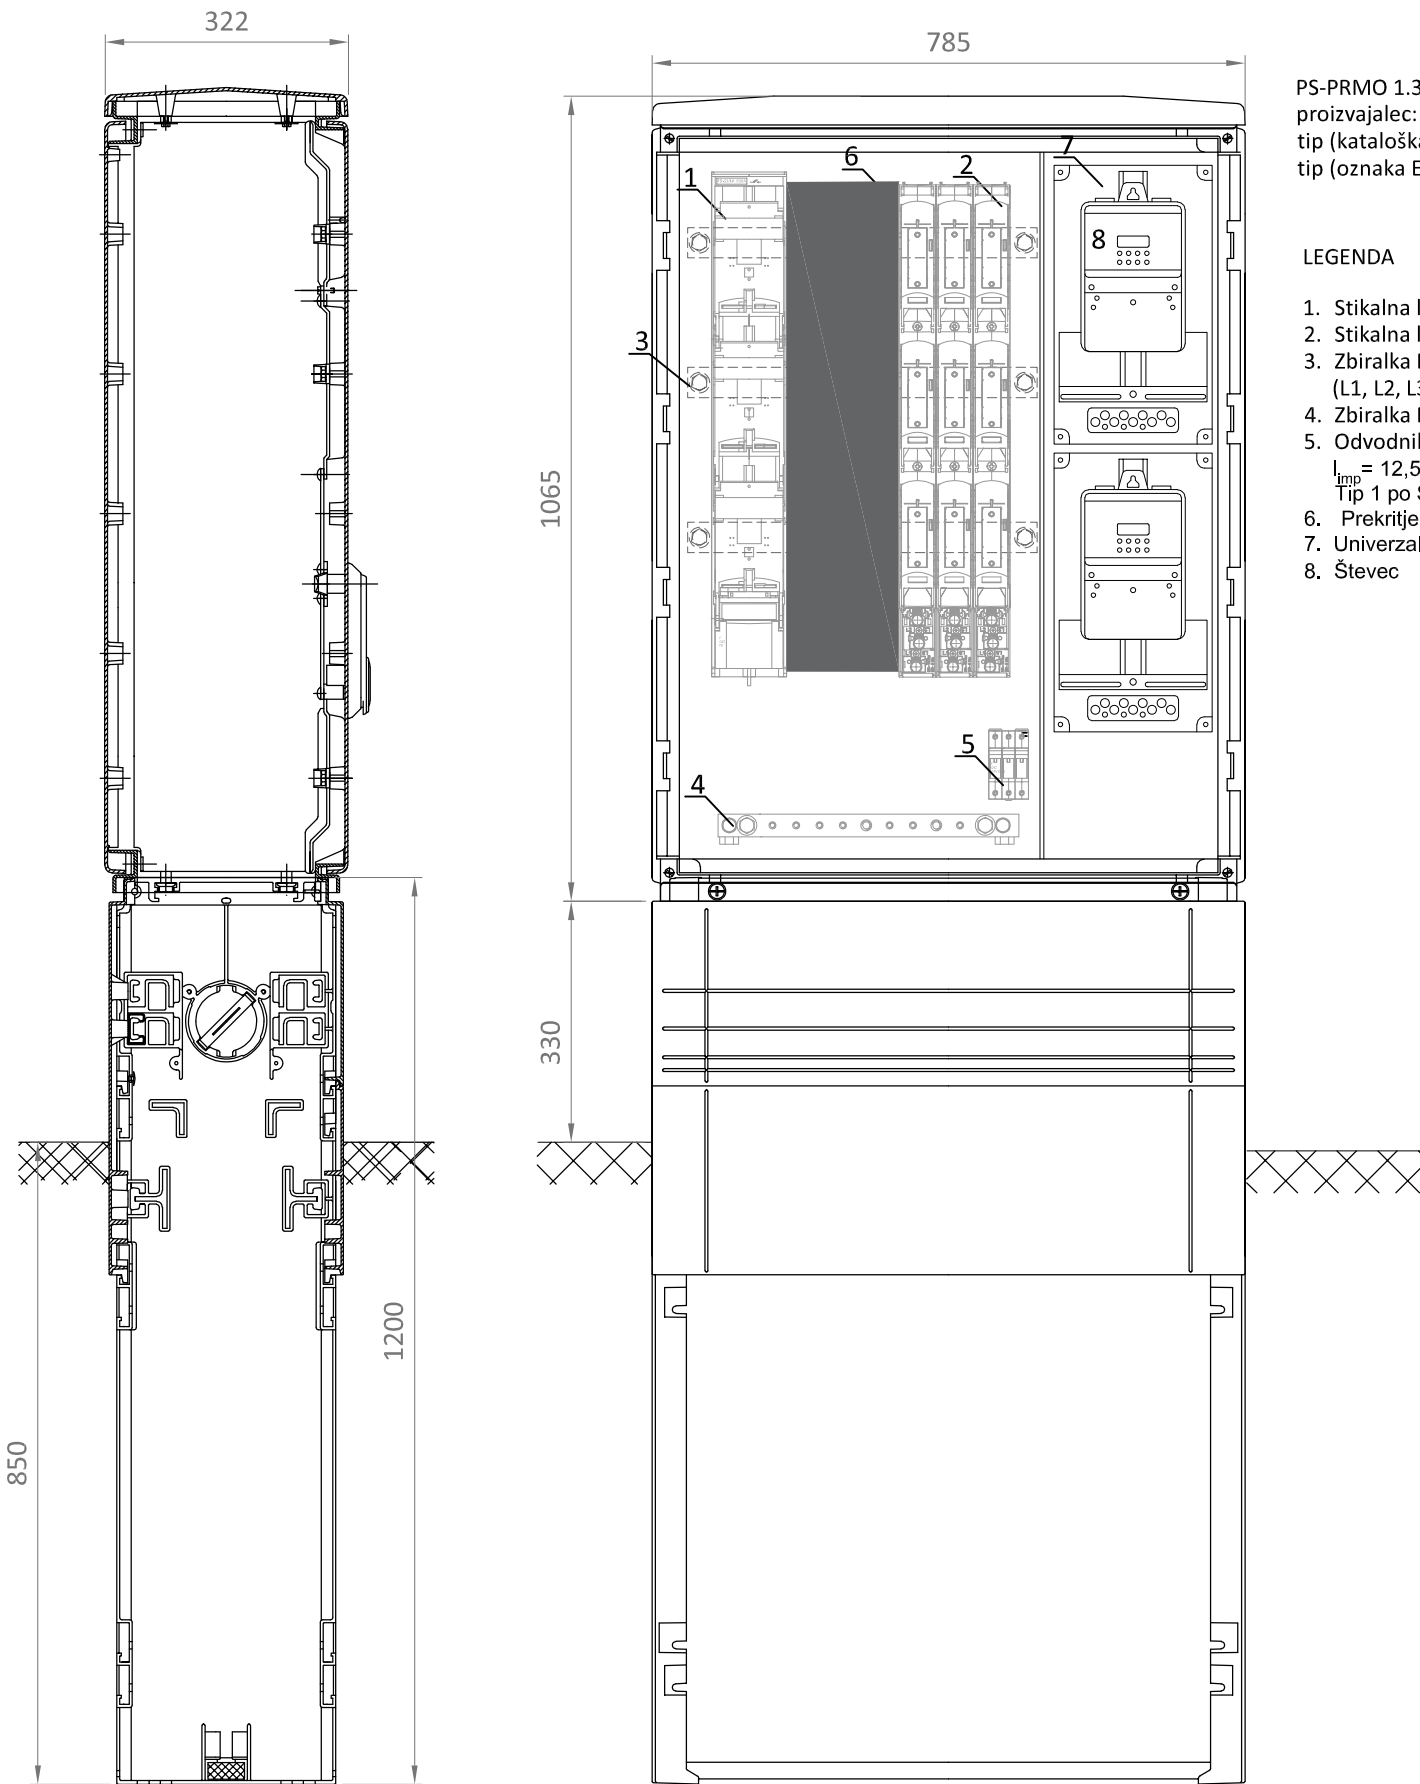 322
785
PS-PRMO 1.3
proizvajalec:
tip (kataloška
tip (oznaka E
7
6
2
1
8
LEGENDA
1. Stikalna l
2. Stikalna l
3. Zbiralka
(L1, L2, L3
4. Zbiralka
5. Odvodnil
Iimp= 12,5
Tip 1 po S
6. Prekritje
7. Univerzal
8. Števec
3
1065
5
4
330
1200
850